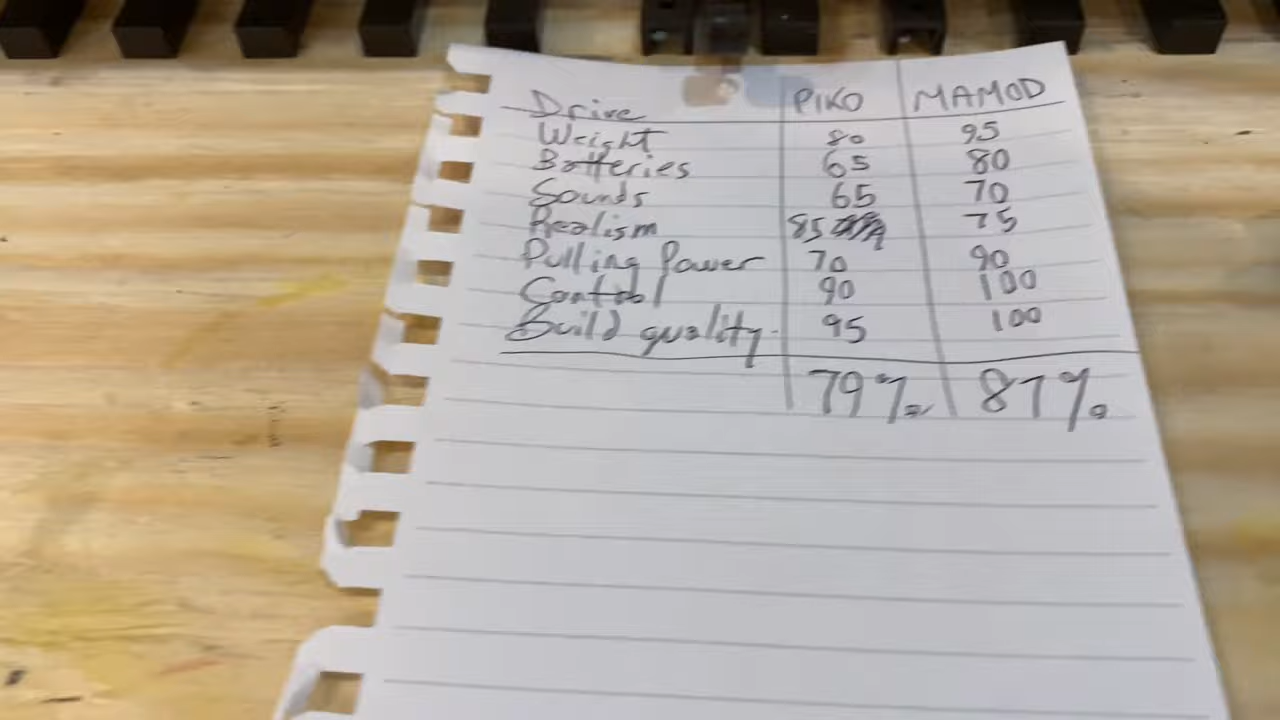 Drive PIKO MAMOD
Weight 80 95
Batteries 65 80
Sounds 65 70
Realism 85 75
Pulling Power 70 90
Control 90 100
Build quality. 95 100
79% 87%